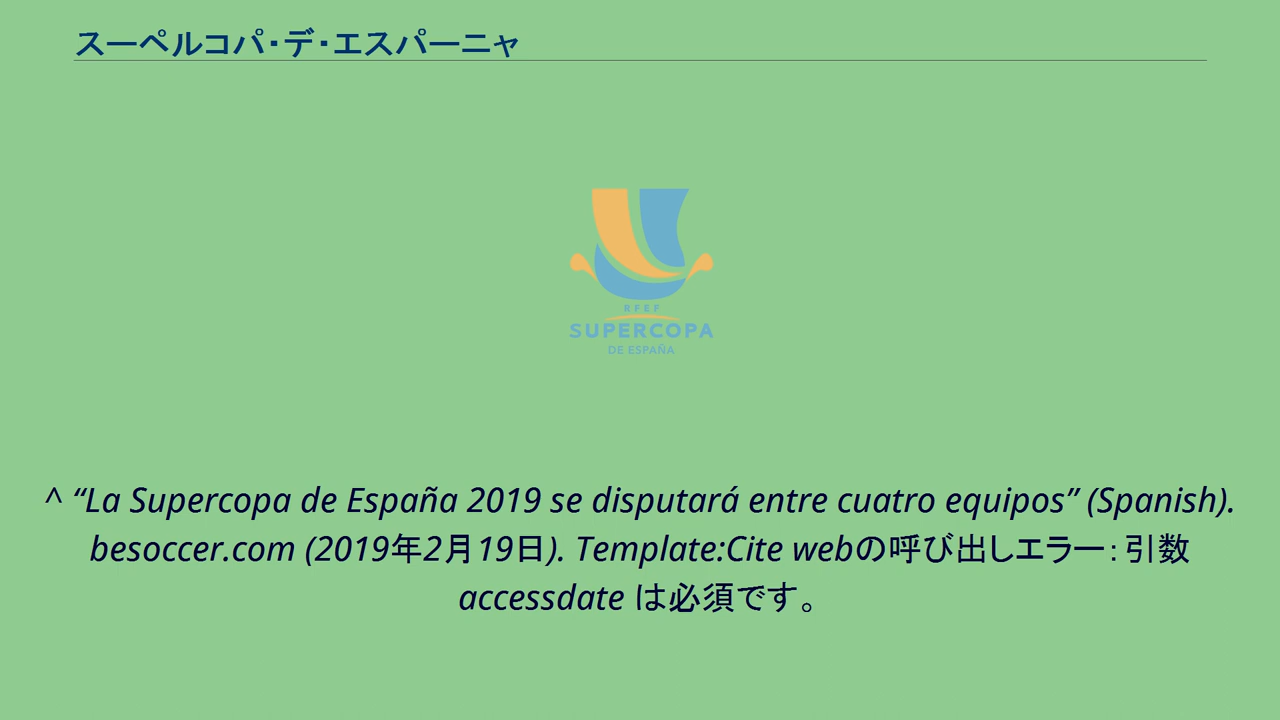 スーペルコパ・デ・エスパーニャ
RFEF
SUPERCOPA
DE ESPAÑA
^ “La Supercopa de España 2019 se disputará entre cuatro equipos” (Spanish).
besoccer.com (2019年2月19日). Template:Cite webの呼び出しエラー：引数
accessdate は必須です。